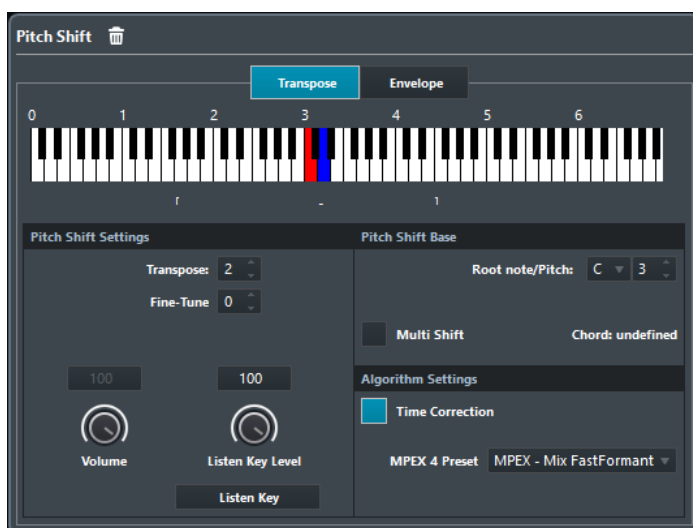 Pitch Shift
Transpose Envelope
0 1 2 3 4 5 6
Pitch Shift Settings
Transpose: 2
Fine-Tune 0
100 100
Volume Listen Key Level
Listen Key
Pitch Shift Base
Root note/Pitch: C 3
Multi Shift Chord: undefined
Algorithm Settings
Time Correction
MPEX 4 Preset MPEX - Mix FastFormant